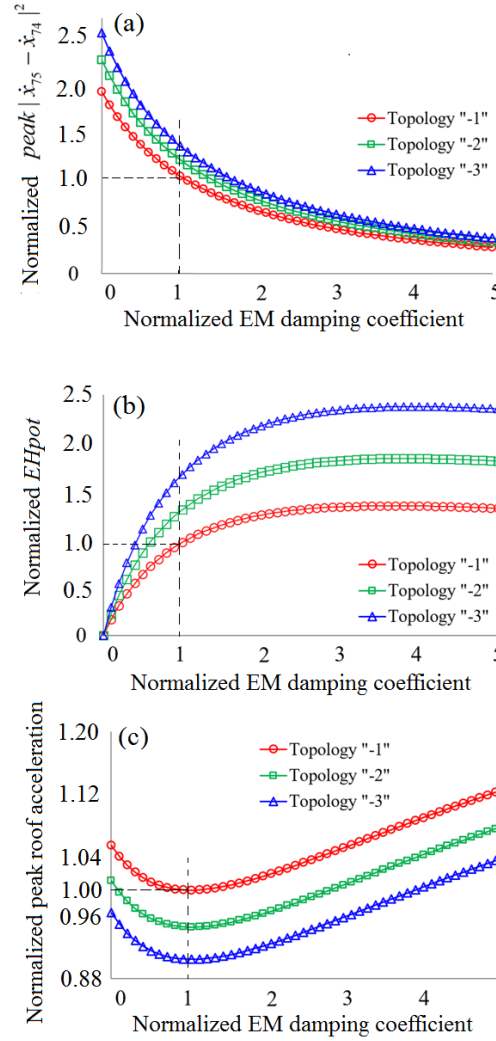 (a)
2.5
2.0
1.5
1.0
0.5
0
Normalized peak | ẋ75 − ẋ74 |²
Topology "-1"
Topology "-2"
Topology "-3"
0 1 2 3 4 5
Normalized EM damping coefficient
(b)
2.5
2.0
1.5
1.0
0.5
0
Normalized EHpot
Topology "-1"
Topology "-2"
Topology "-3"
0 1 2 3 4 5
Normalized EM damping coefficient
(c)
1.20
1.12
1.04
1.00
0.96
0.88
Normalized peak roof acceleration
Topology "-1"
Topology "-2"
Topology "-3"
0 1 2 3 4
Normalized EM damping coefficient